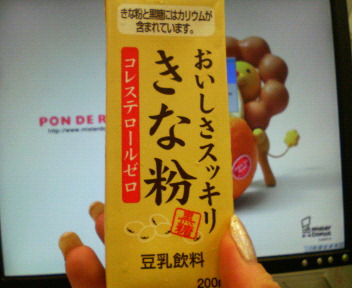 きな粉と黒糖にはカリウムが
含まれています。
おいしさスッキリ
きな粉
コレステロールゼロ
黒糖
豆乳飲料
200
PON DE R
mister
Donut